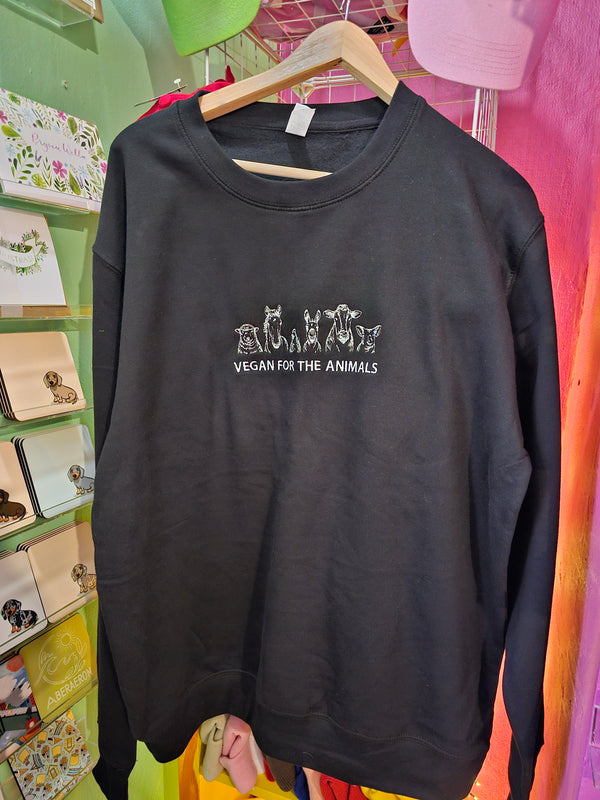 VEGAN FOR THE ANIMALS
ABERAERON